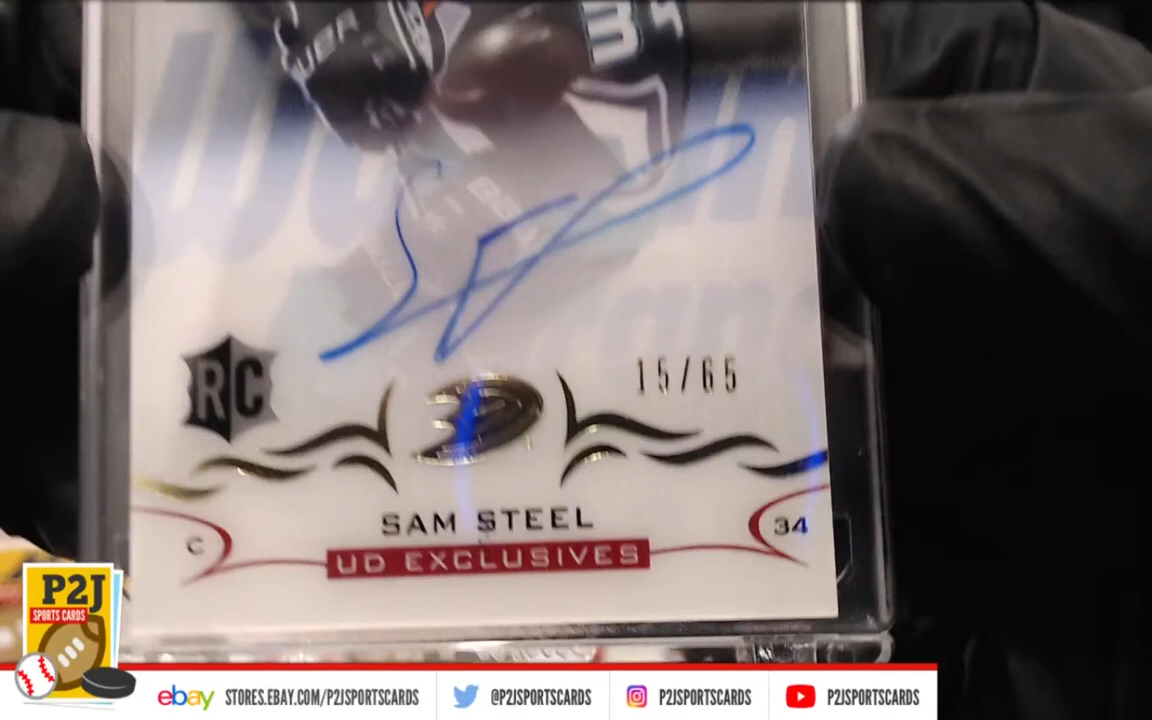 RC
15/65
SAM STEEL
C
34
UD EXCLUSIVES
P2J
SPORTS CARDS
ebay STORES.EBAY.COM/P2JSPORTSCARDS
@P2JSPORTSCARDS
P2JSPORTSCARDS
P2JSPORTSCARDS